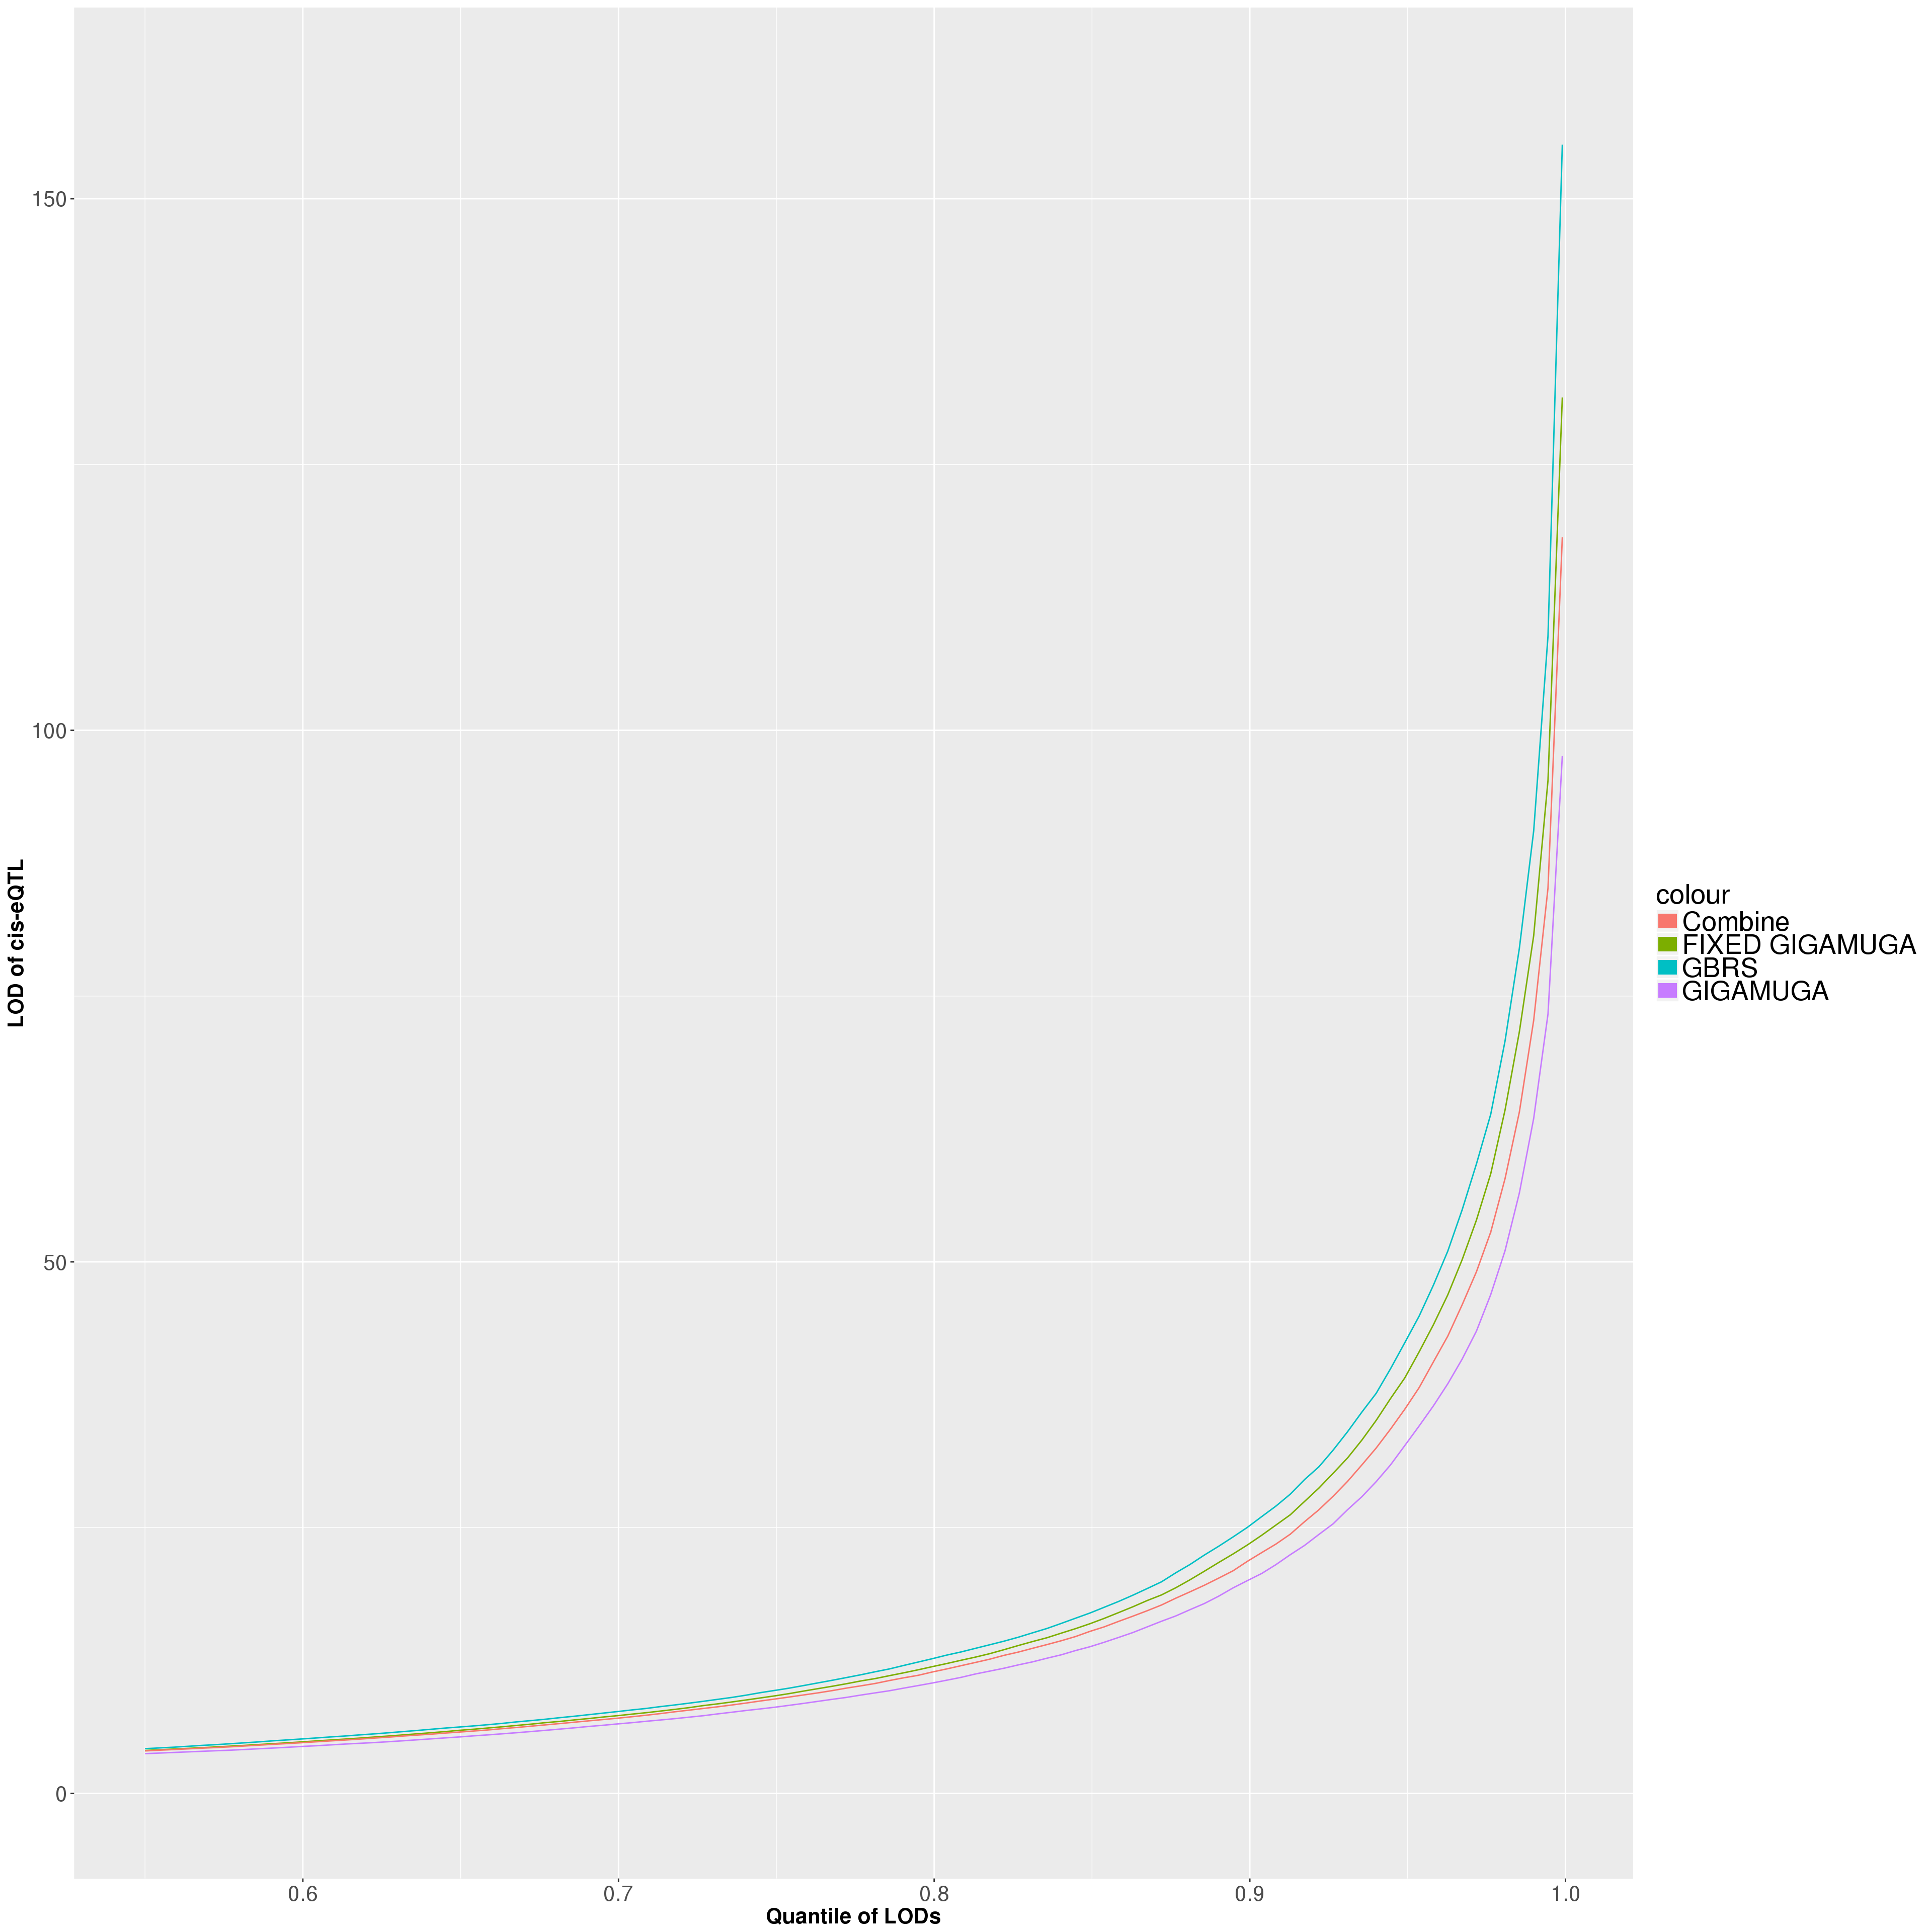 150
100
50
0
LOD of cis-eQTL
0.6 0.7 0.8 0.9 1.0
Quantile of LODs
colour
Combine
FIXED GIGAMUGA
GBRS
GIGAMUGA